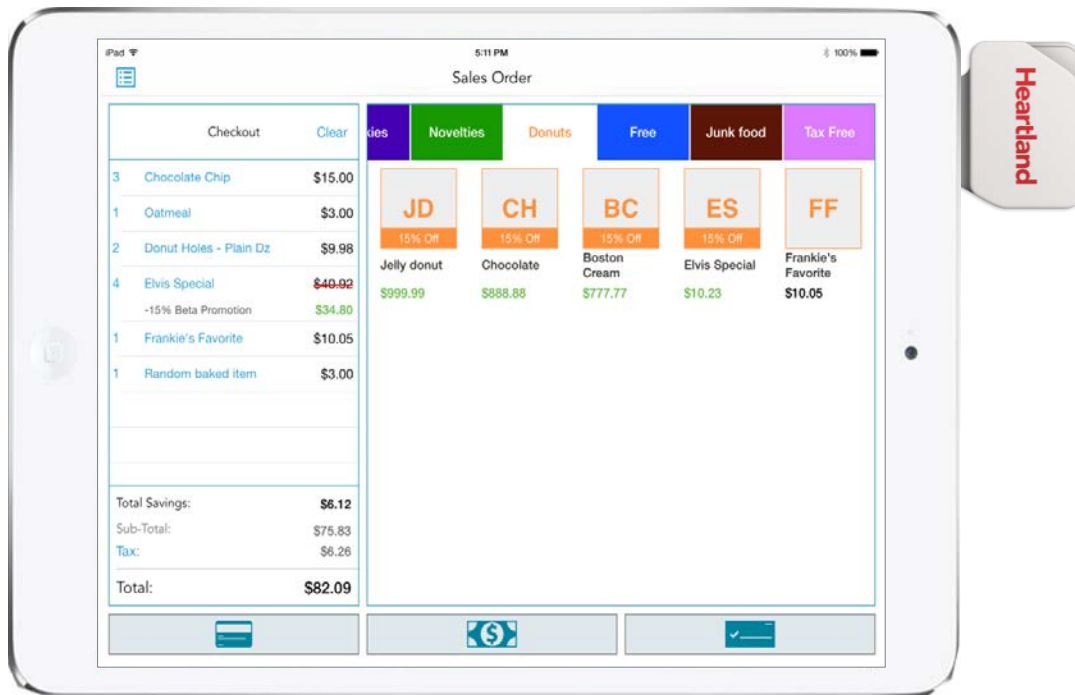 iPad 5:11 PM 100%
Sales Order
Checkout Clear
3 Chocolate Chip $15.00
1 Oatmeal $3.00
2 Donut Holes - Plain Dz $9.98
4 Elvis Special $40.92
-15% Beta Promotion $34.80
1 Frankie's Favorite $10.05
1 Random baked item $3.00
Total Savings: $6.12
Sub-Total: $75.83
Tax: $6.26
Total: $82.09
kies Novelties Donuts Free Junk food Tax Free
JD CH BC ES FF
15% Off 15% Off 15% Off 15% Off
Jelly donut Chocolate Boston Cream Elvis Special Frankie's Favorite
$999.99 $888.88 $777.77 $10.23 $10.05
Heartland